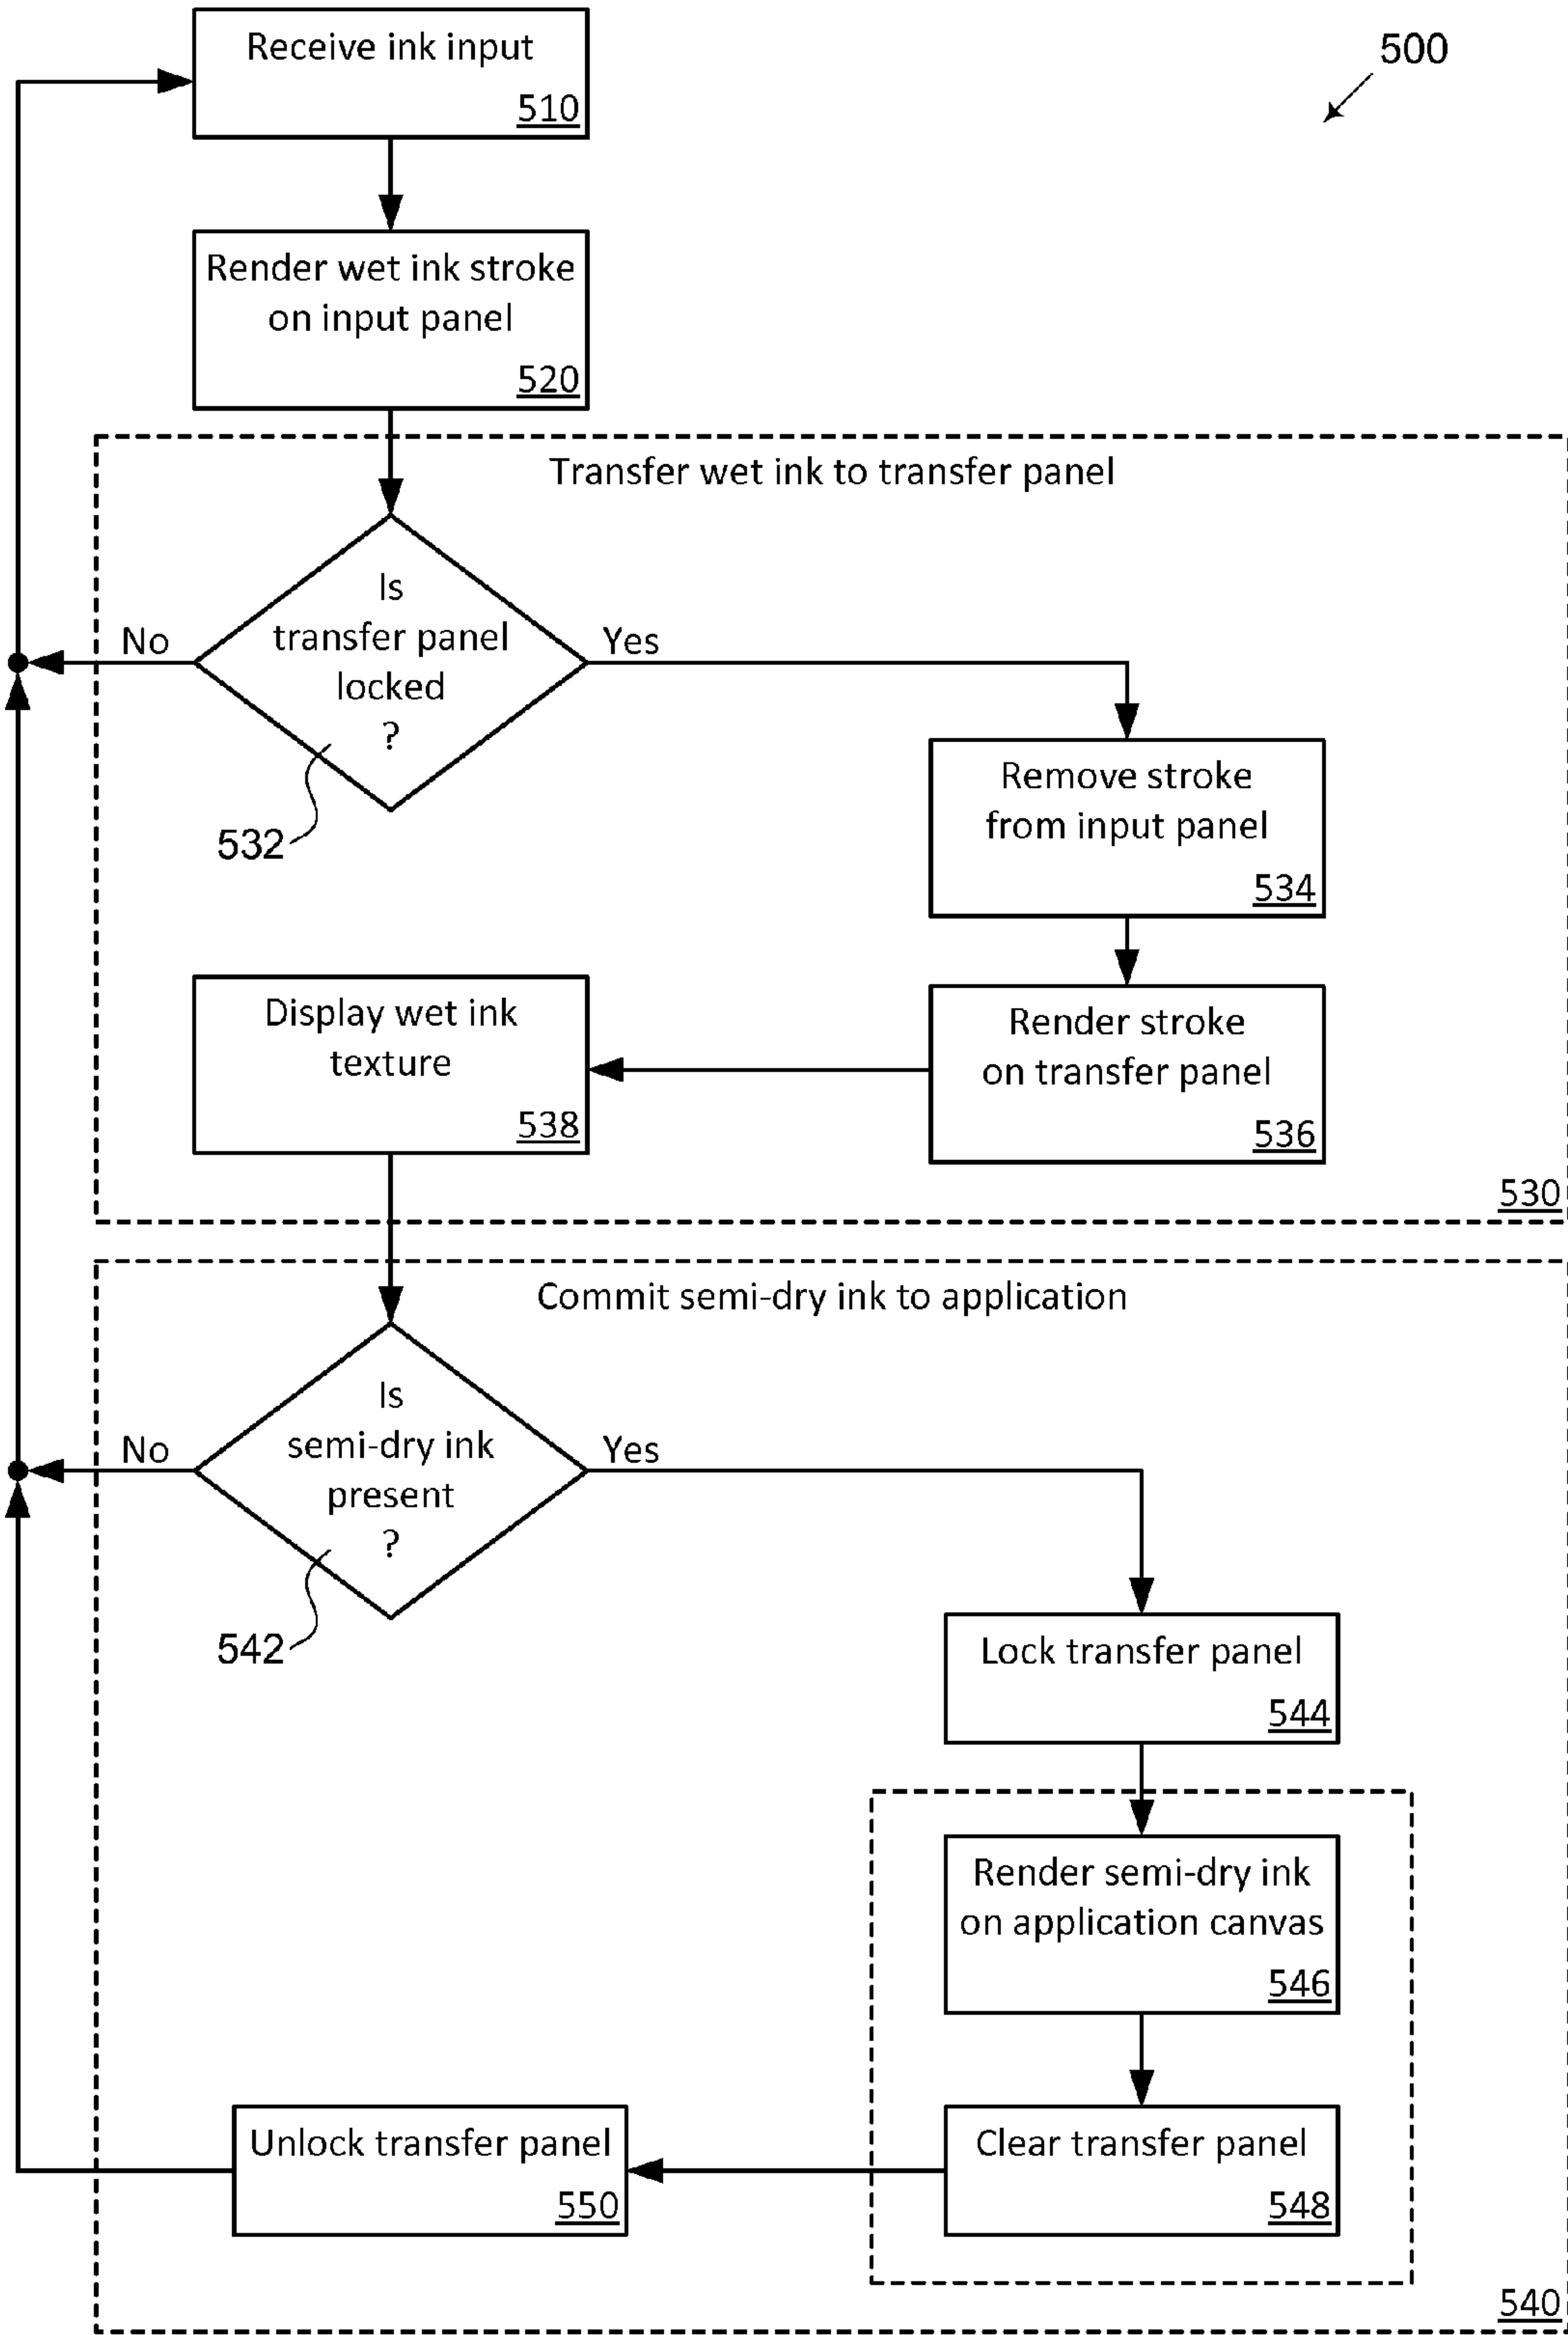 500
Receive ink input
510
Render wet ink stroke
on input panel
520
Transfer wet ink to transfer panel
Is
transfer panel
locked
?
No
Yes
532
Remove stroke
from input panel
534
Render stroke
on transfer panel
536
Display wet ink
texture
538
530
Commit semi-dry ink to application
Is
semi-dry ink
present
?
No
Yes
542
Lock transfer panel
544
Render semi-dry ink
on application canvas
546
Clear transfer panel
548
Unlock transfer panel
550
540